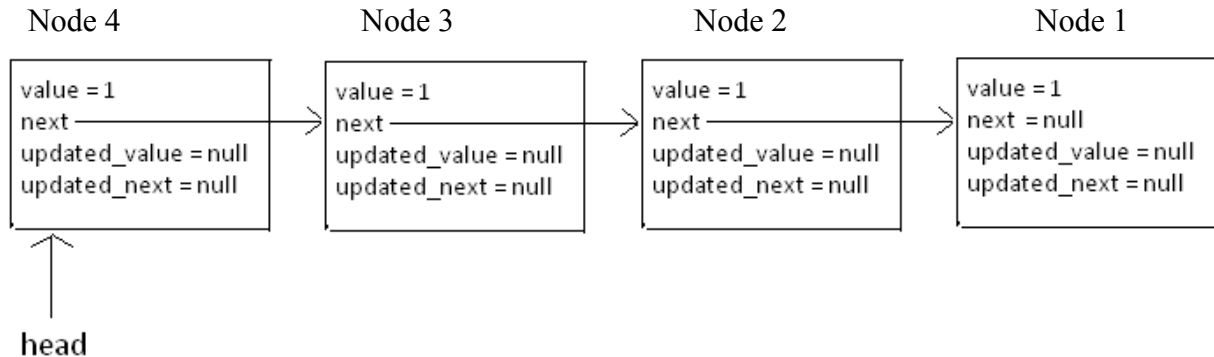 Node 4
Node 3
Node 2
Node 1
value = 1
next
updated_value = null
updated_next = null
value = 1
next
updated_value = null
updated_next = null
value = 1
next
updated_value = null
updated_next = null
value = 1
next = null
updated_value = null
updated_next = null
head